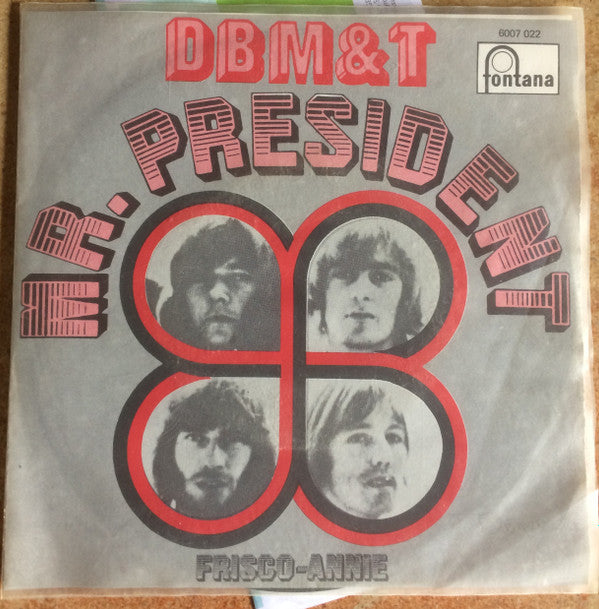 DBM&T
6007 022
fontana
MR. PRESIDENT
FRISCO-ANNIE